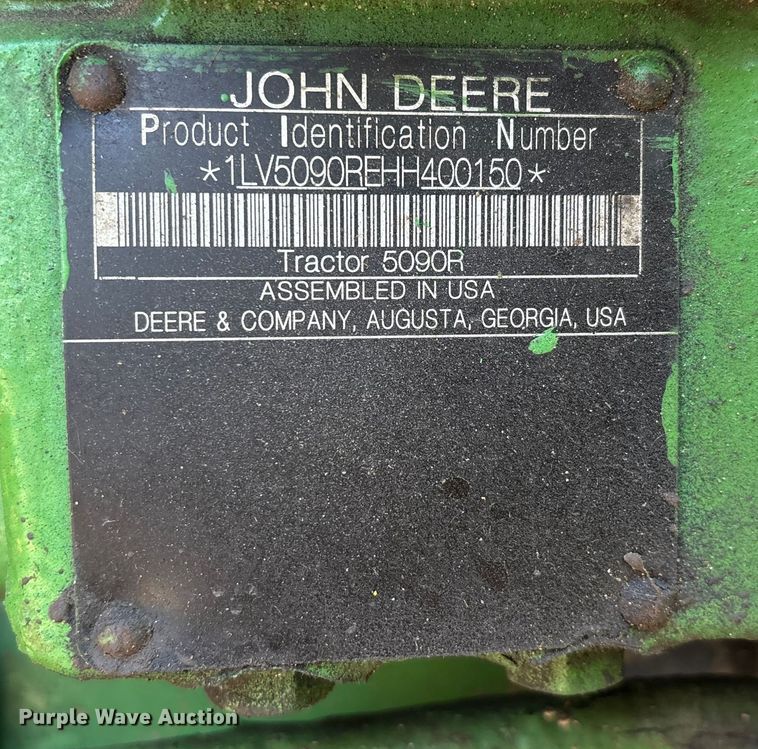 JOHN DEERE
Product Identification Number
*1LV5090REHH400150*
Tractor 5090R
ASSEMBLED IN USA
DEERE & COMPANY, AUGUSTA, GEORGIA, USA
Purple Wave Auction